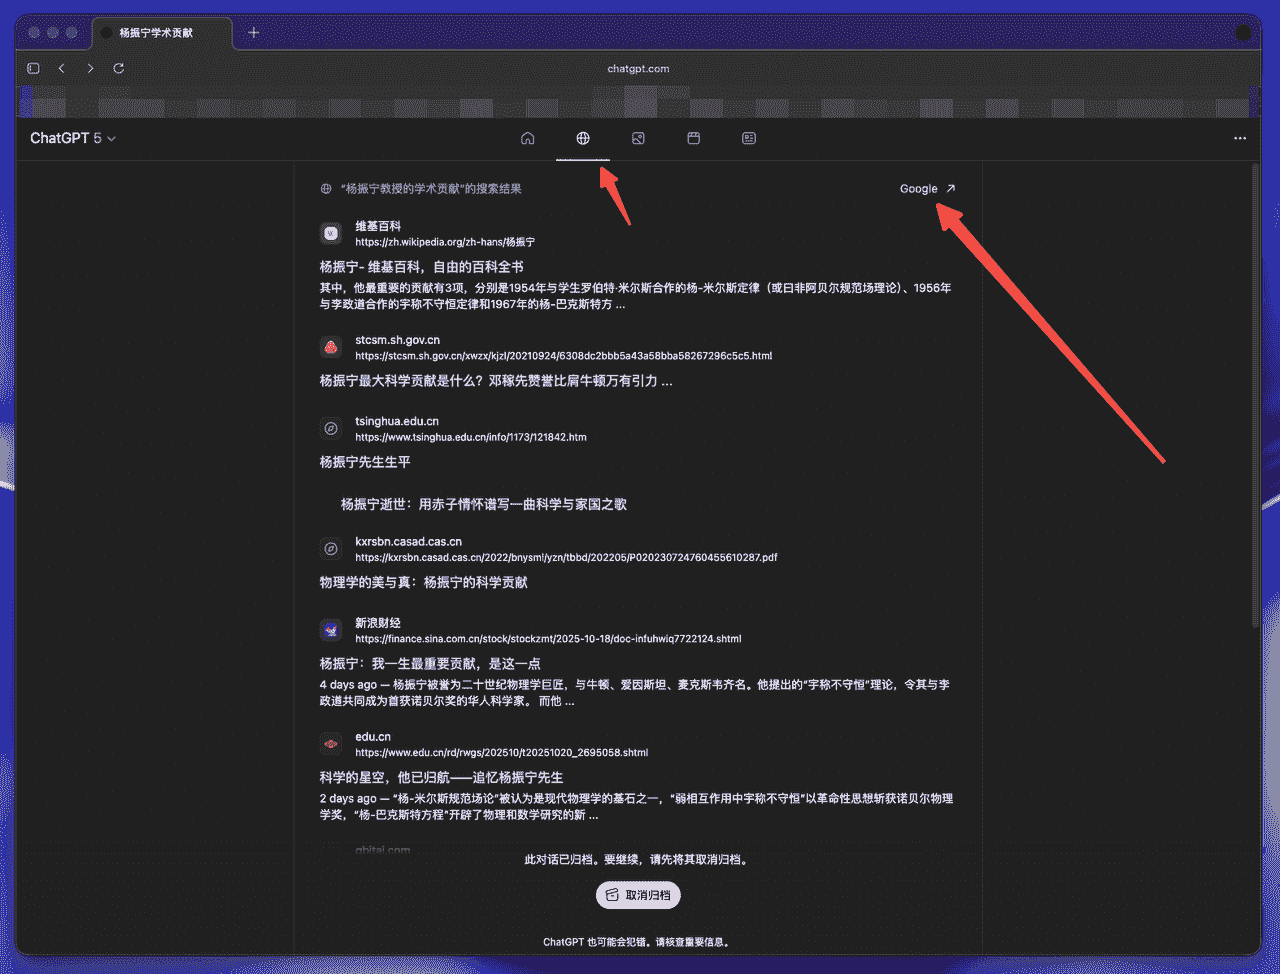 杨振宁学术贡献
chatgpt.com
ChatGPT 5
“杨振宁教授的学术贡献”的搜索结果
Google
维基百科
https://zh.wikipedia.org/zh-hans/杨振宁
杨振宁- 维基百科，自由的百科全书
其中，他最重要的贡献有3项，分别是1954年与学生罗伯特·米尔斯合作的杨-米尔斯定律（或曰非阿贝尔规范场理论）、1956年
与李政道合作的宇称不守恒定律和1967年的杨-巴克斯特方 ...
stcsm.sh.gov.cn
https://stcsm.sh.gov.cn/xwzx/kjzl/20210924/6308dc2bbb5a43a58bba58267296c5c5.html
杨振宁最大科学贡献是什么？邓稼先赞誉比肩牛顿万有引力 ...
tsinghua.edu.cn
https://www.tsinghua.edu.cn/info/1173/121842.htm
杨振宁先生生平
杨振宁逝世：用赤子情怀谱写一曲科学与家国之歌
kxrsbn.casad.cas.cn
https://kxrsbn.casad.cas.cn/2022/bnysm/yzn/tbbd/202205/P020230724760455610287.pdf
物理学的美与真：杨振宁的科学贡献
新浪财经
https://finance.sina.com.cn/stock/stockzmt/2025-10-18/doc-infuhwiq7722124.shtml
杨振宁：我一生最重要贡献，是这一点
4 days ago — 杨振宁被誉为二十世纪物理学巨匠，与牛顿、爱因斯坦、麦克斯韦齐名。他提出的“宇称不守恒”理论，令其与李
政道共同成为首获诺贝尔奖的华人科学家。 而他 ...
edu.cn
https://www.edu.cn/rd/rwgs/202510/t20251020_2695058.shtml
科学的星空，他已归航——追忆杨振宁先生
2 days ago — “杨-米尔斯规范场论”被认为是现代物理学的基石之一，“弱相互作用中宇称不守恒”以革命性思想斩获诺贝尔物理
学奖，“杨-巴克斯特方程”开辟了物理和数学研究的新 ...
此对话已归档。要继续，请先将其取消归档。
取消归档
ChatGPT 也可能会犯错。请核查重要信息。